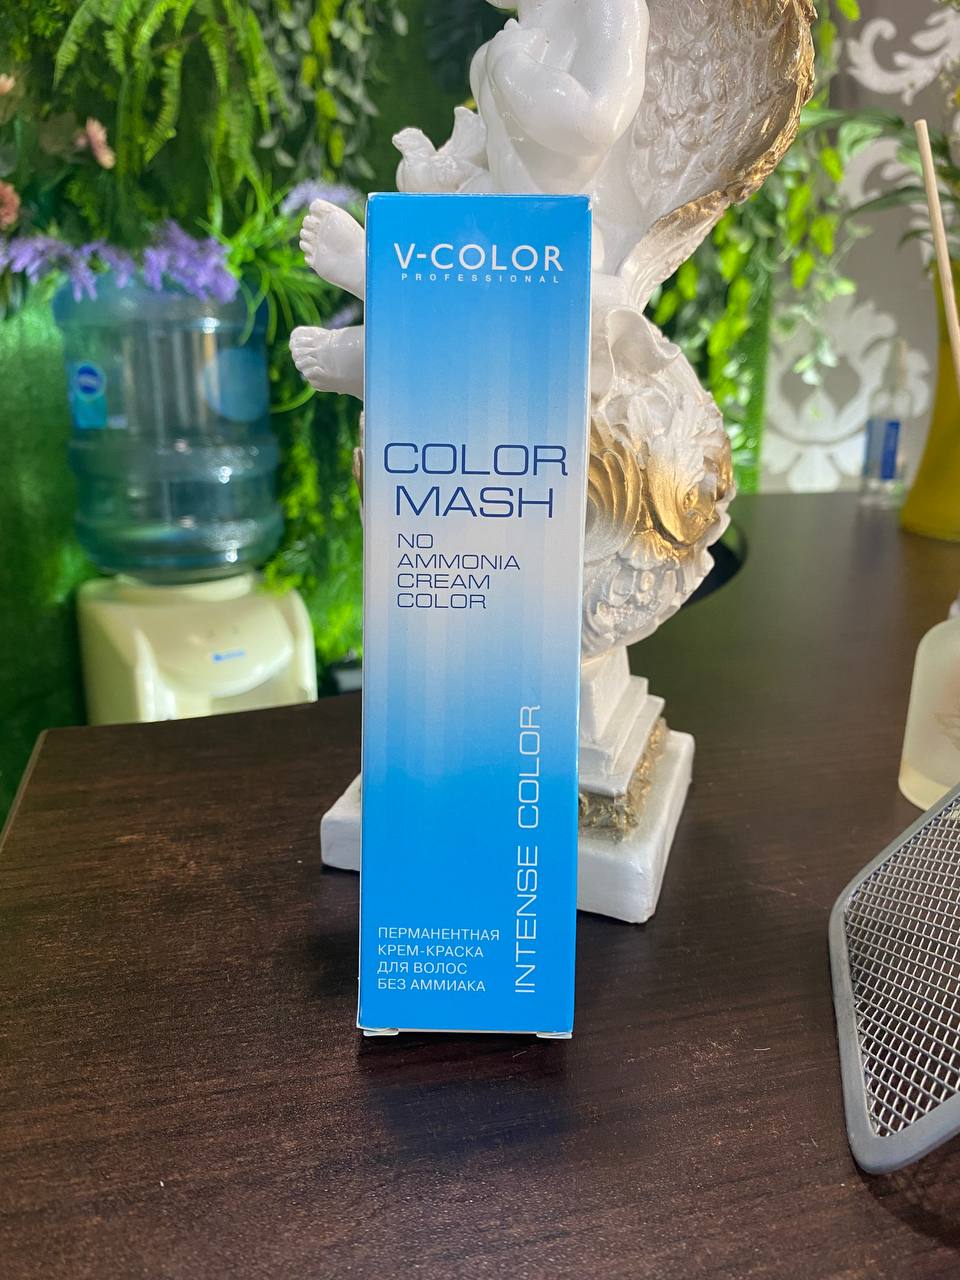 V-COLOR
PROFESSIONAL
COLOR
MASH
NO
AMMONIA
CREAM
COLOR
INTENSE COLOR
ПЕРМАНЕНТНАЯ
КРЕМ-КРАСКА
ДЛЯ ВОЛОС
БЕЗ АММИАКА